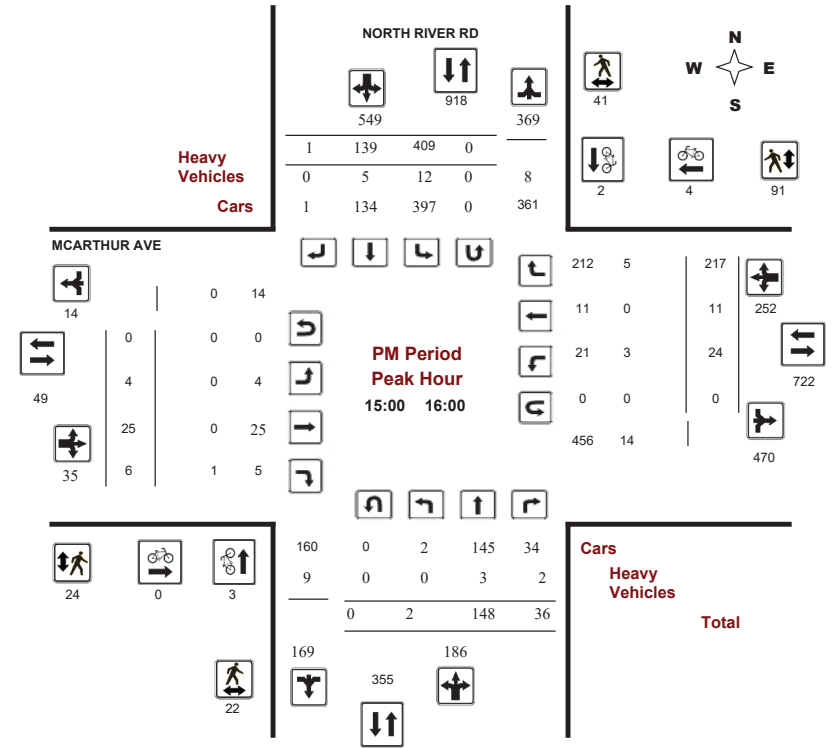 NORTH RIVER RD
N
W E
S
918
41
549 369
1 139 409 0
Heavy
Vehicles 0 5 12 0 8
Cars 1 134 397 0 361
2 4 91
MCARTHUR AVE
14
0 14
0 0 0
4 0 4
25 0 25
6 1 5
49
35
PM Period
Peak Hour
15:00 16:00
212 5 217
11 0 11
21 3 24
0 0 0
456 14
252
722
470
24 0 3
22
160 0 2 145 34
9 0 0 3 2
0 2 148 36
169 186
355
Cars
Heavy
Vehicles
Total